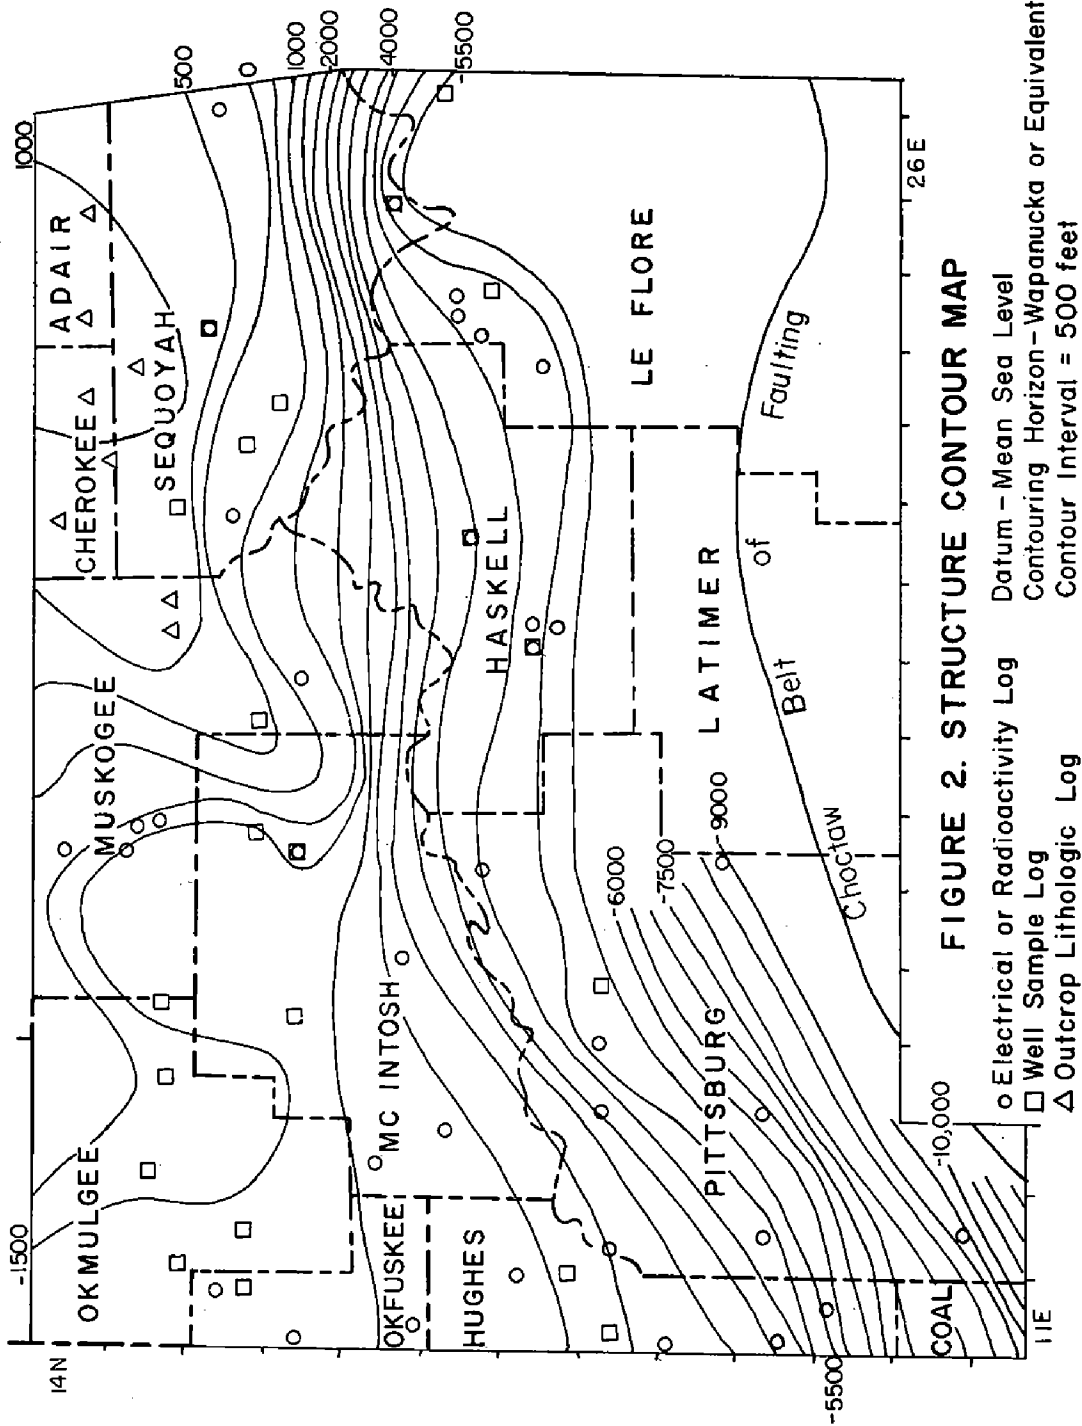 1000
500
0
1000
-2000
4000
-5500
ADAIR
CHEROKEE
SEQUOYAH
MUSKOGEE
OKMULGEE
-1500
14N
HASKELL
LE FLORE
LATIMER
MC INTOSH
OKFUSKEE
HUGHES
PITTSBURG
COAL
-6000
-7500
-9000
-10,000
-5500
11E
26E
Choctaw Belt of Faulting
FIGURE 2. STRUCTURE CONTOUR MAP
o Electrical or Radioactivity Log
□ Well Sample Log
△ Outcrop Lithologic Log
Datum - Mean Sea Level
Contouring Horizon - Wapanucka or Equivalent
Contour Interval = 500 feet